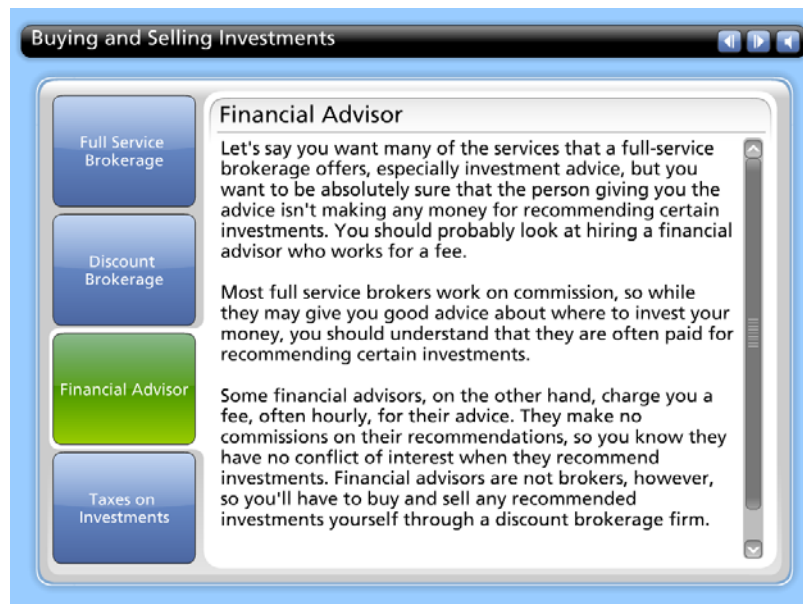 Buying and Selling Investments
Full Service
Brokerage
Discount
Brokerage
Financial Advisor
Taxes on
Investments
Financial Advisor
Let's say you want many of the services that a full-service
brokerage offers, especially investment advice, but you
want to be absolutely sure that the person giving you the
advice isn't making any money for recommending certain
investments. You should probably look at hiring a financial
advisor who works for a fee.
Most full service brokers work on commission, so while
they may give you good advice about where to invest your
money, you should understand that they are often paid for
recommending certain investments.
Some financial advisors, on the other hand, charge you a
fee, often hourly, for their advice. They make no
commissions on their recommendations, so you know they
have no conflict of interest when they recommend
investments. Financial advisors are not brokers, however,
so you'll have to buy and sell any recommended
investments yourself through a discount brokerage firm.